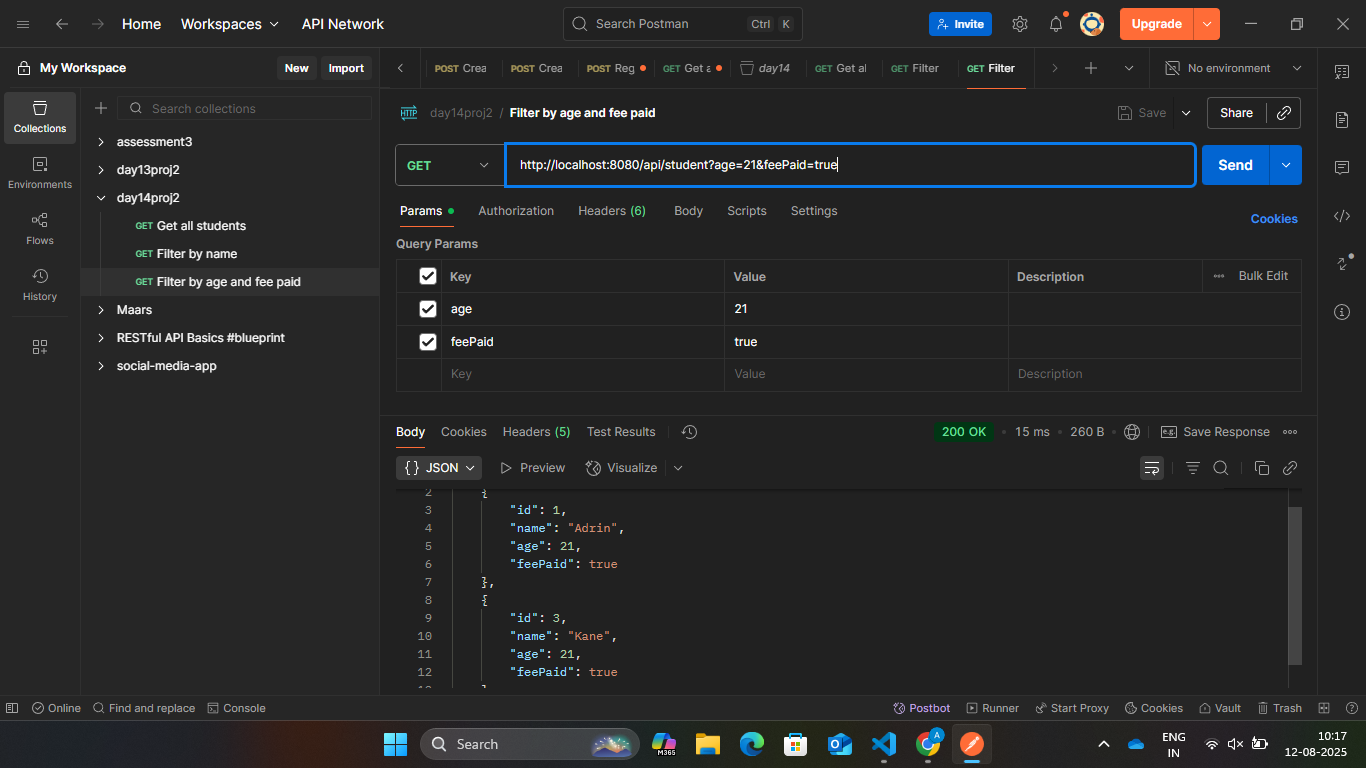 Home Workspaces API Network Search Postman Ctrl K Invite Upgrade
My Workspace New Import
POST Crea POST Crea POST Reg GET Get a day14 GET Get al GET Filter GET Filter No environment
Collections
Environments
Flows
History
Search collections
assessment3
day13proj2
day14proj2
GET Get all students
GET Filter by name
GET Filter by age and fee paid
Maars
RESTful API Basics #blueprint
social-media-app
HTTP day14proj2 / Filter by age and fee paid Save Share
GET http://localhost:8080/api/student?age=21&feePaid=true Send
Params Authorization Headers (6) Body Scripts Settings Cookies
Query Params
Key Value Description Bulk Edit
age 21
feePaid true
Key Value Description
Body Cookies Headers (5) Test Results 200 OK 15 ms 260 B e.g. Save Response
{} JSON Preview Visualize
2 {
3 "id": 1,
4 "name": "Adrin",
5 "age": 21,
6 "feePaid": true
7 },
8 {
9 "id": 3,
10 "name": "Kane",
11 "age": 21,
12 "feePaid": true
Online Find and replace Console Postbot Runner Start Proxy Cookies Vault Trash
Search M365 A ENG 10:17
IN 12-08-2025